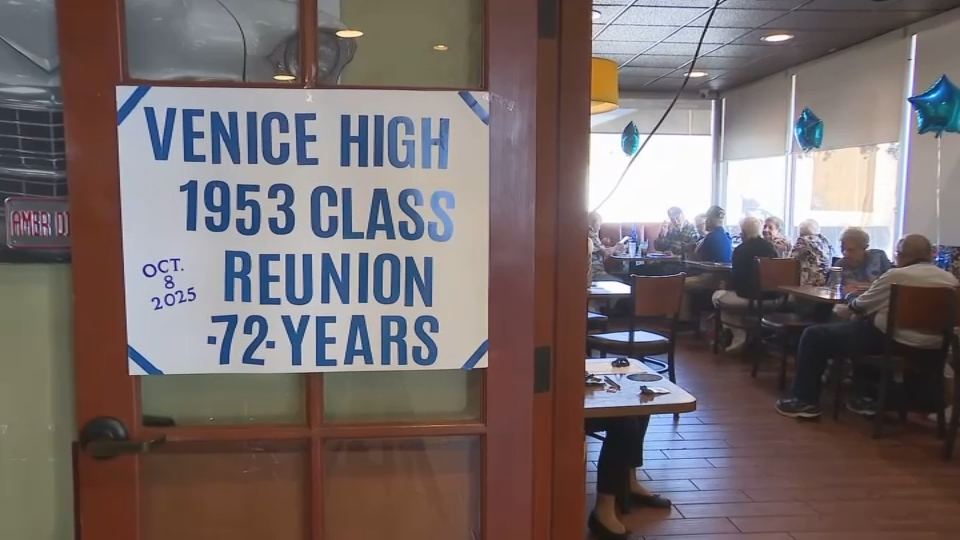 VENICE HIGH
1953 CLASS
REUNION
-72-YEARS
OCT.
8
2025